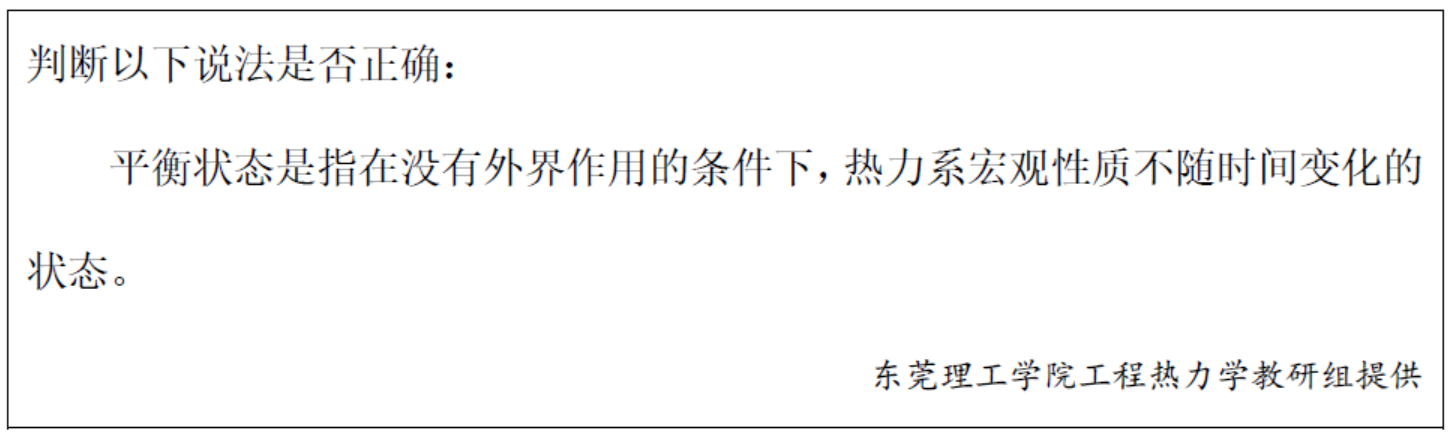 判断以下说法是否正确：
平衡状态是指在没有外界作用的条件下，热力系宏观性质不随时间变化的
状态。
东莞理工学院工程热力学教研组提供